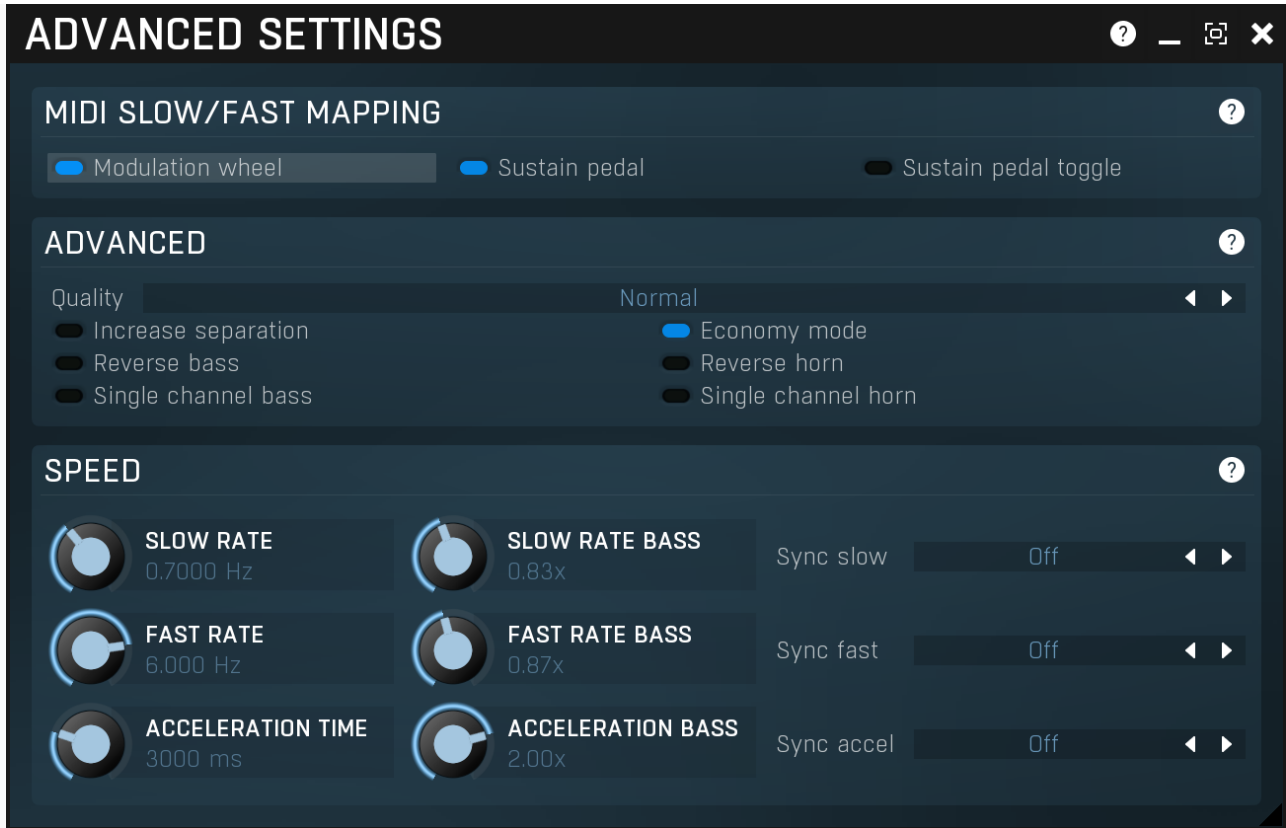 ADVANCED SETTINGS
MIDI SLOW/FAST MAPPING
Modulation wheel Sustain pedal Sustain pedal toggle
ADVANCED
Quality Normal
Increase separation Economy mode
Reverse bass Reverse horn
Single channel bass Single channel horn
SPEED
SLOW RATE SLOW RATE BASS
Sync slow Off
0.7000 Hz 0.83x
FAST RATE FAST RATE BASS
Sync fast Off
6.000 Hz 0.87x
ACCELERATION TIME ACCELERATION BASS
Sync accel Off
3000 ms 2.00x